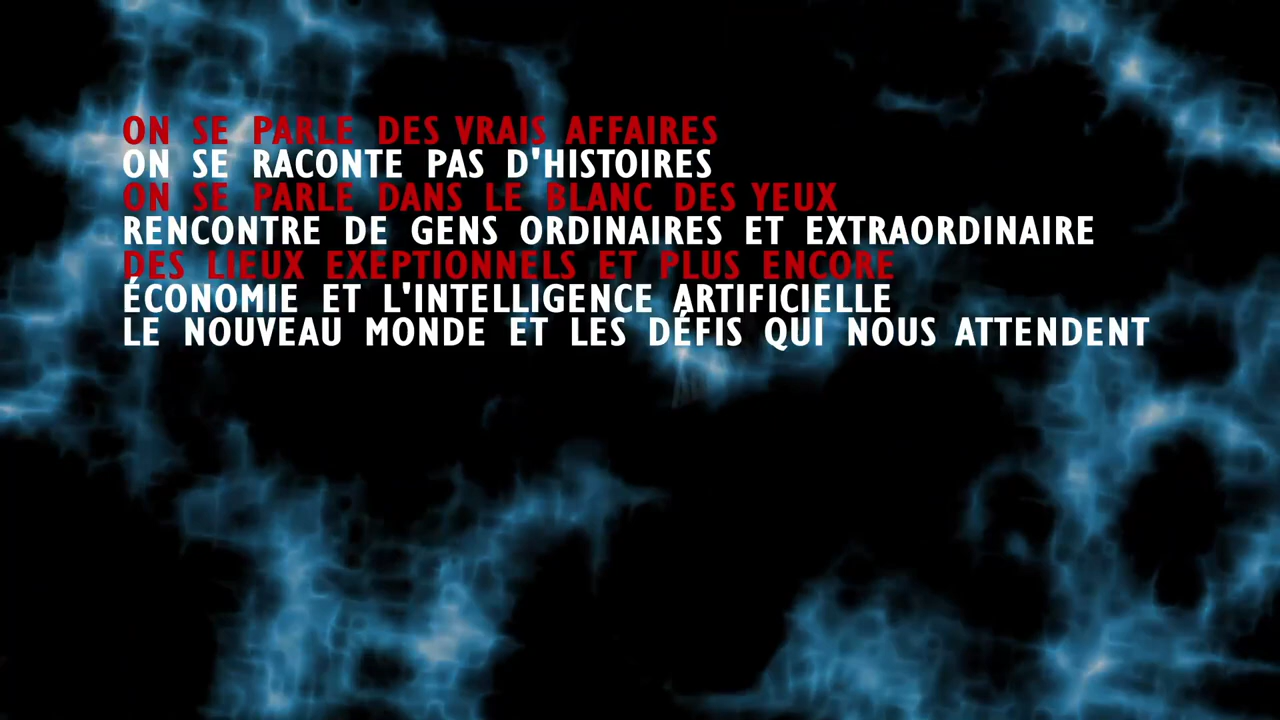 ON SE PARLE DES VRAIS AFFAIRES
ON SE RACONTE PAS D'HISTOIRES
ON SE PARLE DANS LE BLANC DES YEUX
RENCONTRE DE GENS ORDINAIRES ET EXTRAORDINAIRE
DES LIEUX EXEPTIONNELS ET PLUS ENCORE
ÉCONOMIE ET L'INTELLIGENCE ARTIFICIELLE
LE NOUVEAU MONDE ET LES DÉFIS QUI NOUS ATTENDENT